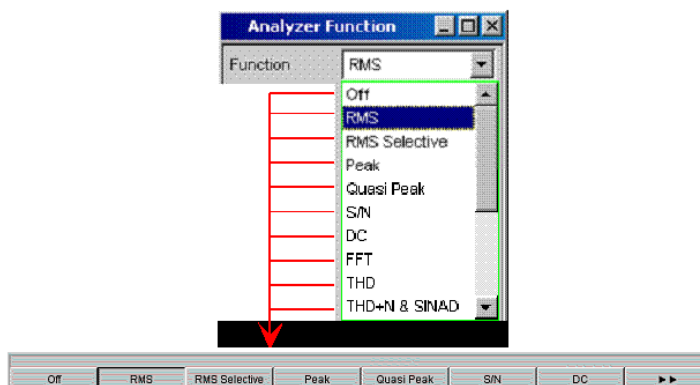 Analyzer Function
Function RMS
Off
RMS
RMS Selective
Peak
Quasi Peak
S/N
DC
FFT
THD
THD+N & SINAD
Off RMS RMS Selective Peak Quasi Peak S/N DC